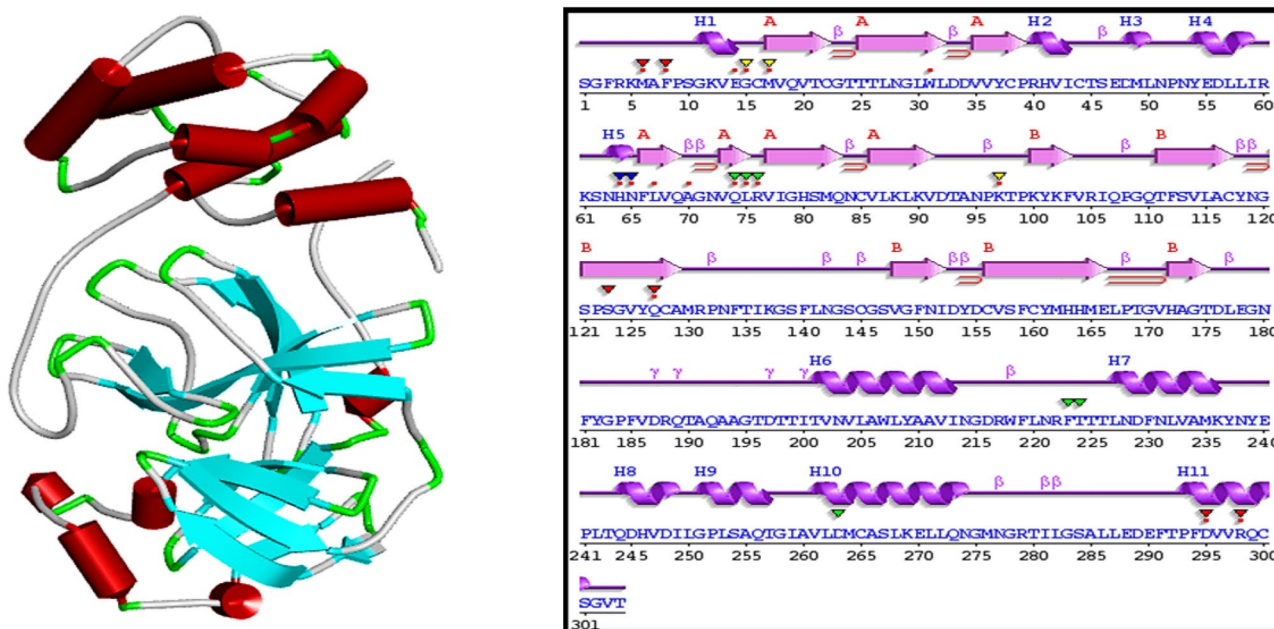 H1 A β A β A H2 β H3 H4
SGFRKMAFPSGKVEGCMVQVTCGTTTLNGLWLDDVVYCPRHVICTSEDMLNPNYEDLLIR
1 5 10 15 20 25 30 35 40 45 50 55 60
H5 A ββ A A β A β B β B ββ
KSNHNFLVQAGNVQLRVIGHSMQNCVLKLKVDTANPKTPKYKFVRIQPGQTFSVLACYNG
61 65 70 75 80 85 90 95 100 105 110 115 120
B β β β B ββ B β B β
SPSGVYQCAMRPNFTIKGSFLNGSCGSVGFNIDYDCVSFCYMHHMELPTGVHAGTDLEGN
121 125 130 135 140 145 150 155 160 165 170 175 180
γ γ γ γ H6 β H7
FYGPFVDRQTAQAAGTDTTITVNVLAWLYAAVINGDRWFLNRFTTTLNDFNLVAMKYNYE
181 185 190 195 200 205 210 215 220 225 230 235 240
H8 H9 H10 β ββ H11
PLTQDHVDILGPLSAQTGIAVLDMCASLKELLQNGMNGRTILGSALLEDEFTPFDVVRQC
241 245 250 255 260 265 270 275 280 285 290 295 300
SGVT
301